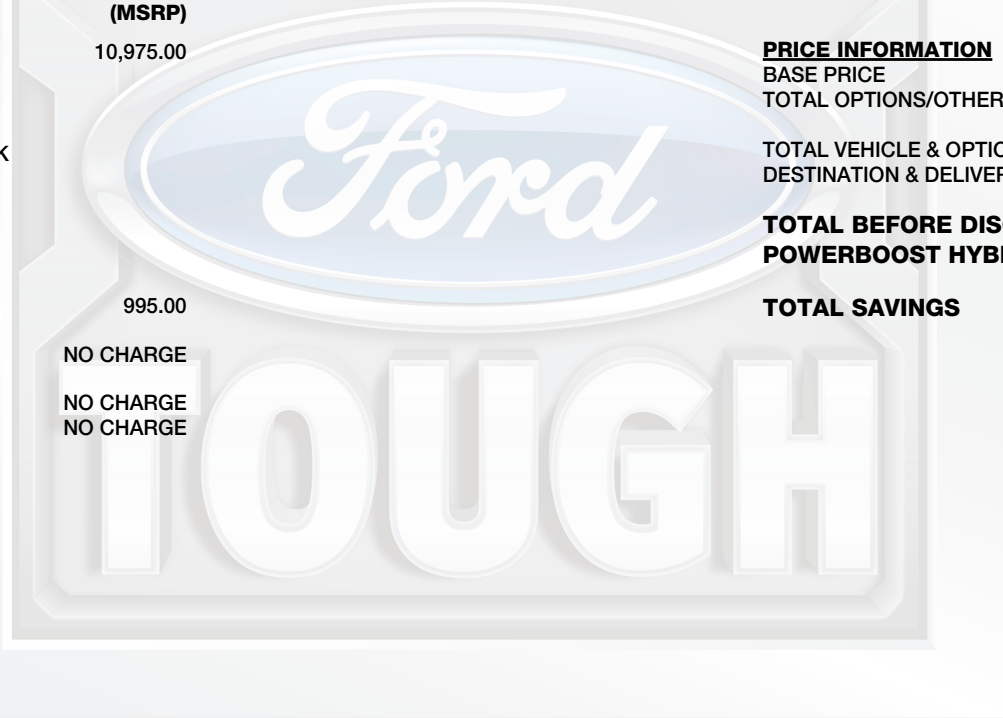 (MSRP)
10,975.00
K
995.00
NO CHARGE
NO CHARGE
NO CHARGE
PRICE INFORMATION
BASE PRICE
TOTAL OPTIONS/OTHER
TOTAL VEHICLE & OPTIO
DESTINATION & DELIVER
TOTAL BEFORE DISC
POWERBOOST HYB
TOTAL SAVINGS
Ford
TOUGH